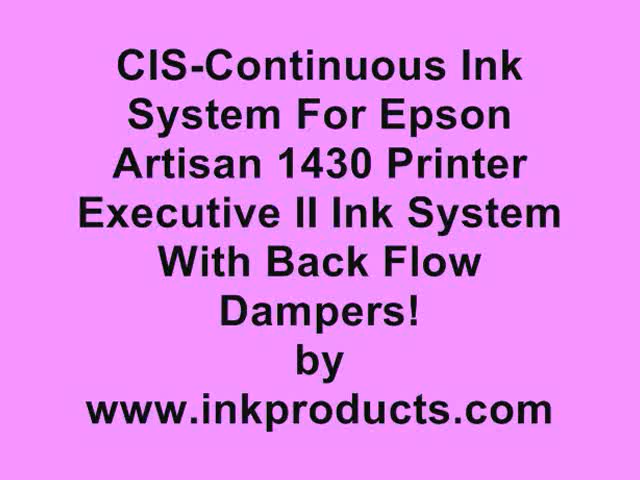 CIS-Continuous Ink
System For Epson
Artisan 1430 Printer
Executive II Ink System
With Back Flow
Dampers!
by
www.inkproducts.com